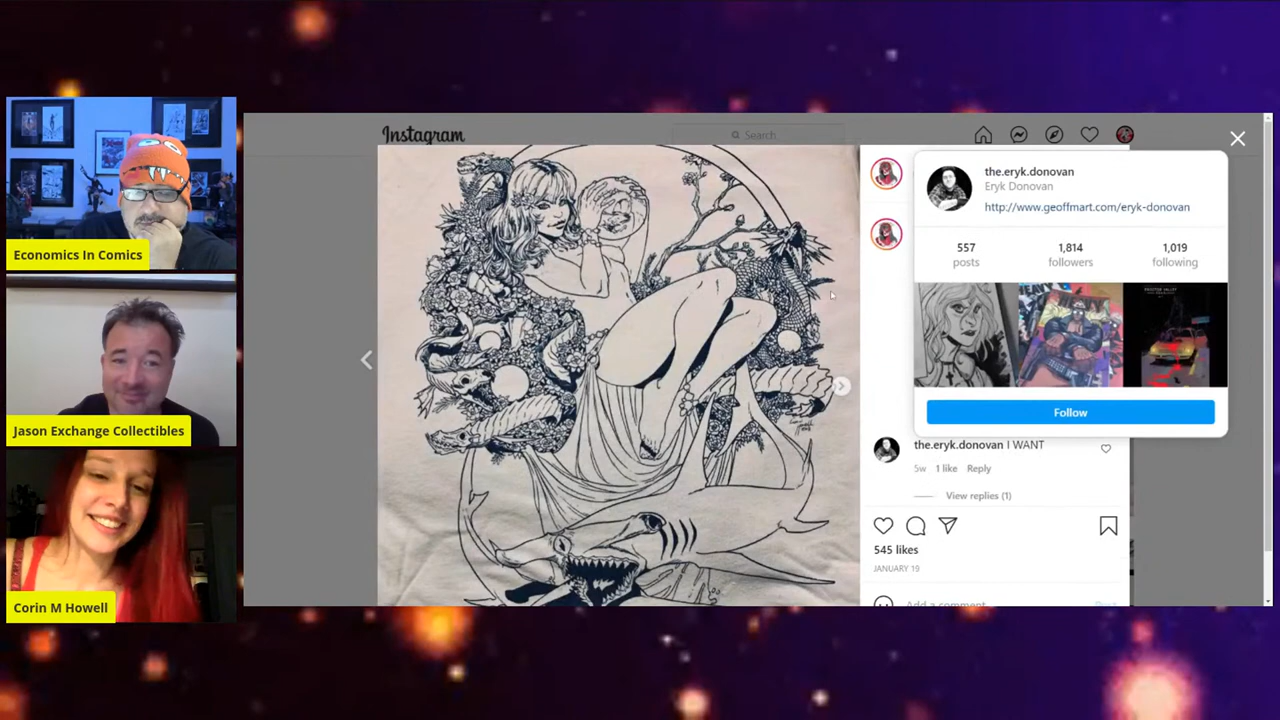 Economics In Comics
Jason Exchange Collectibles
Corin M Howell
Instagram
Search
the.eryk.donovan
Eryk Donovan
http://www.geoffmart.com/eryk-donovan
557
posts
1,814
followers
1,019
following
Follow
the.eryk.donovan I WANT
5w 1 like Reply
View replies (1)
545 likes
JANUARY 19
Add a comment...